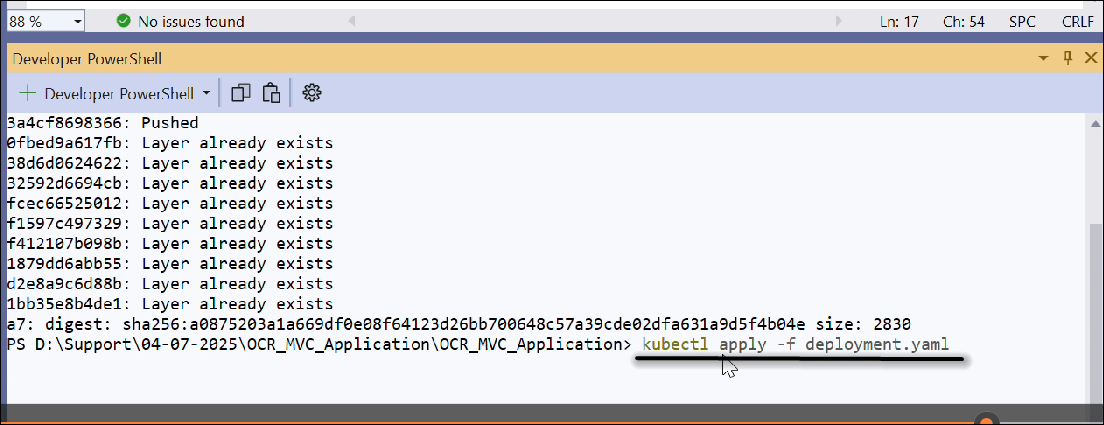 88 %
No issues found
Ln: 17
Ch: 54
SPC
CRLF
Developer PowerShell
Developer PowerShell
3a4cf8698366: Pushed
0fbed9a617fb: Layer already exists
38d6d0624622: Layer already exists
32592d6694cb: Layer already exists
fcec66525012: Layer already exists
f1597c497329: Layer already exists
f412107b098b: Layer already exists
1879dd6abb55: Layer already exists
d2e8a9c6d88b: Layer already exists
1bb35e8b4de1: Layer already exists
a7: digest: sha256:a0875203a1a669df0e08f64123d26bb700648c57a39cde02dfa631a9d5f4b04e size: 2830
PS D:\Support\04-07-2025\OCR_MVC_Application\OCR_MVC_Application> kubectl apply -f deployment.yaml